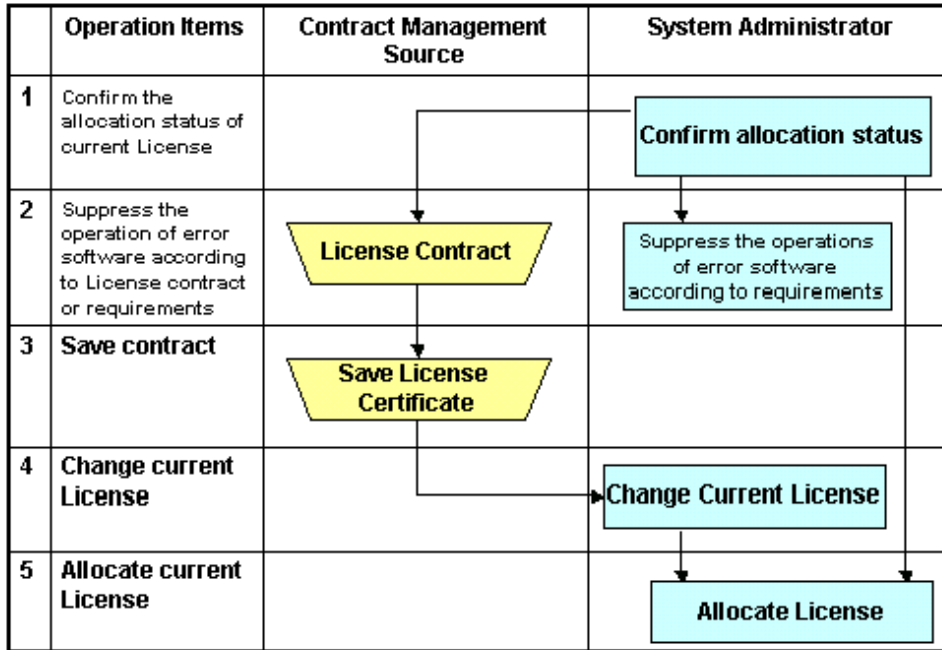 Operation Items
Contract Management
Source
System Administrator
1
Confirm the
allocation status of
current License
Confirm allocation status
2
Suppress the
operation of error
software according
to License contract
or requirements
License Contract
Suppress the operations
of error software
according to requirements
3
Save contract
Save License
Certificate
4
Change current
License
Change Current License
5
Allocate current
License
Allocate License